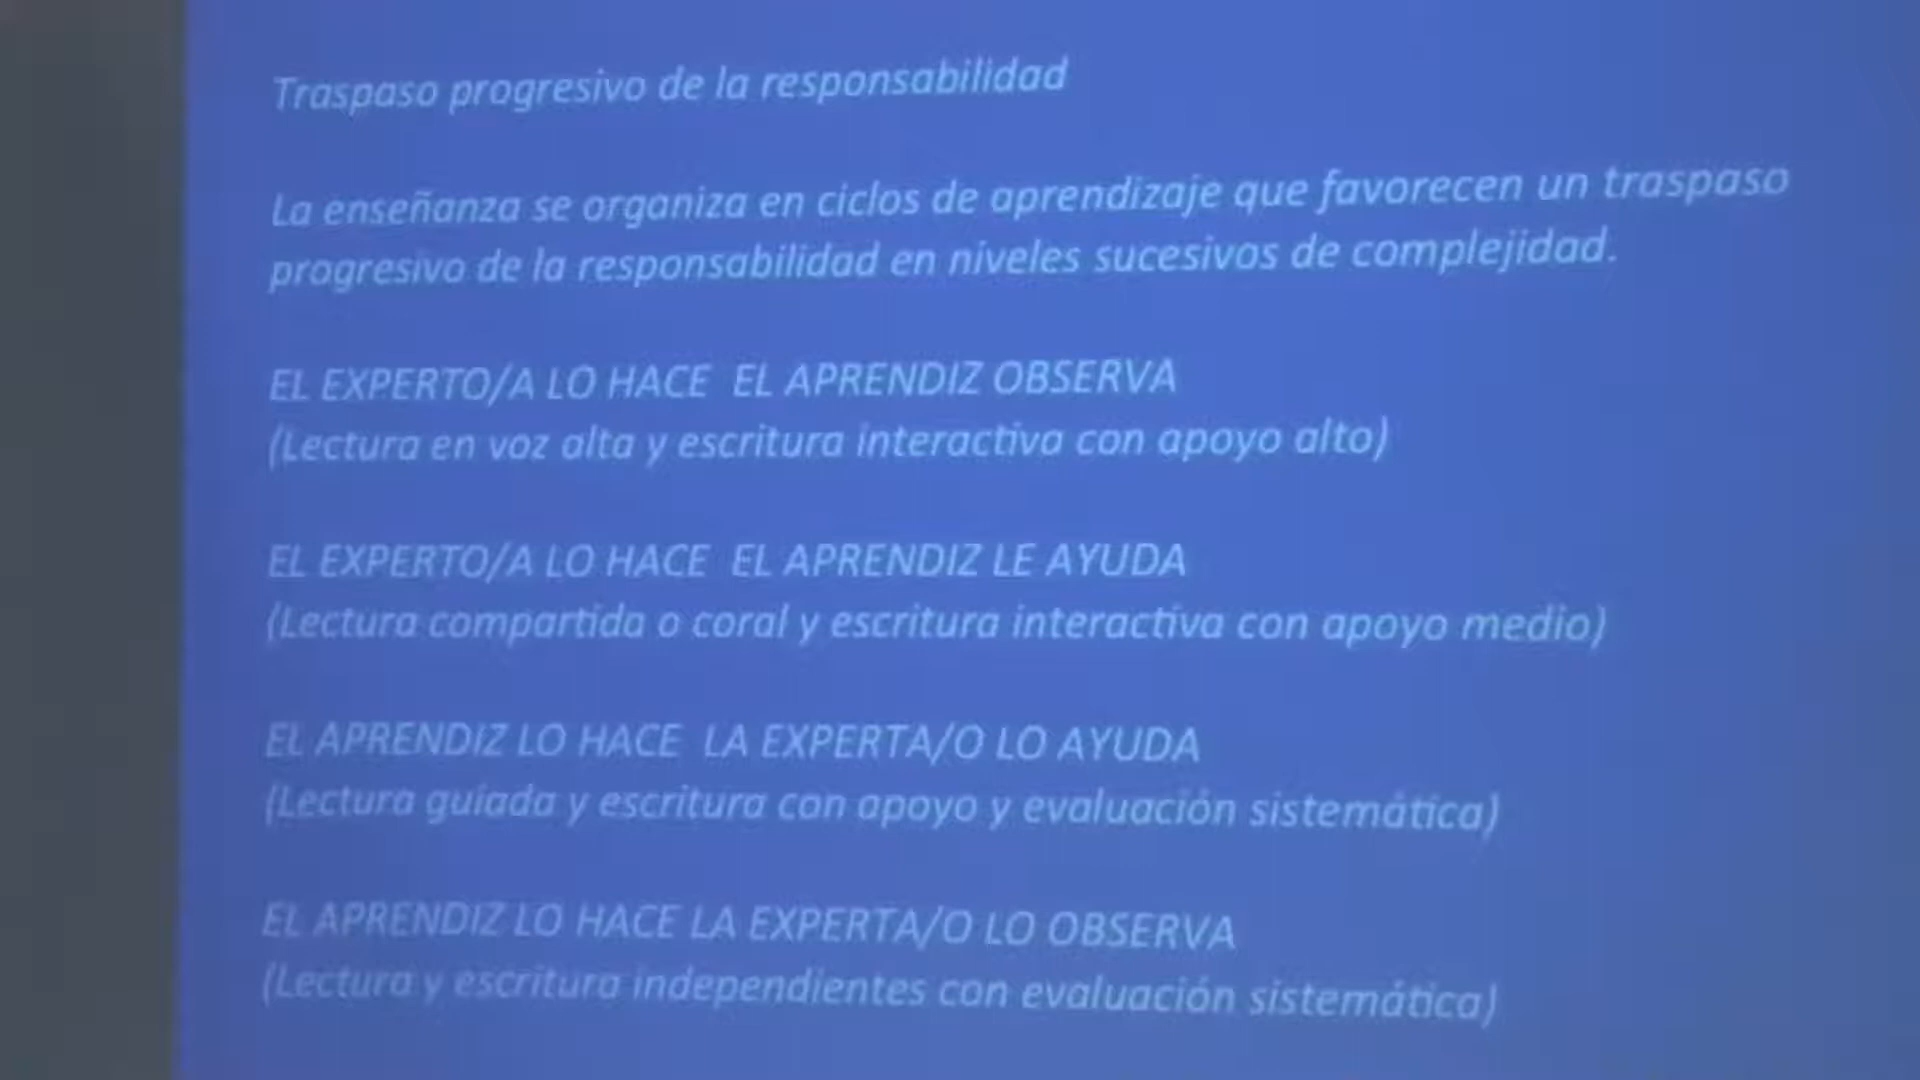 Traspaso progresivo de la responsabilidad
La enseñanza se organiza en ciclos de aprendizaje que favorecen un traspaso
progresivo de la responsabilidad en niveles sucesivos de complejidad.
EL EXPERTO/A LO HACE EL APRENDIZ OBSERVA
(Lectura en voz alta y escritura interactiva con apoyo alto)
EL EXPERTO/A LO HACE EL APRENDIZ LE AYUDA
(Lectura compartida o coral y escritura interactiva con apoyo medio)
EL APRENDIZ LO HACE LA EXPERTA/O LO AYUDA
(Lectura guiada y escritura con apoyo y evaluación sistemática)
EL APRENDIZ LO HACE LA EXPERTA/O LO OBSERVA
(Lectura y escritura independientes con evaluación sistemática)